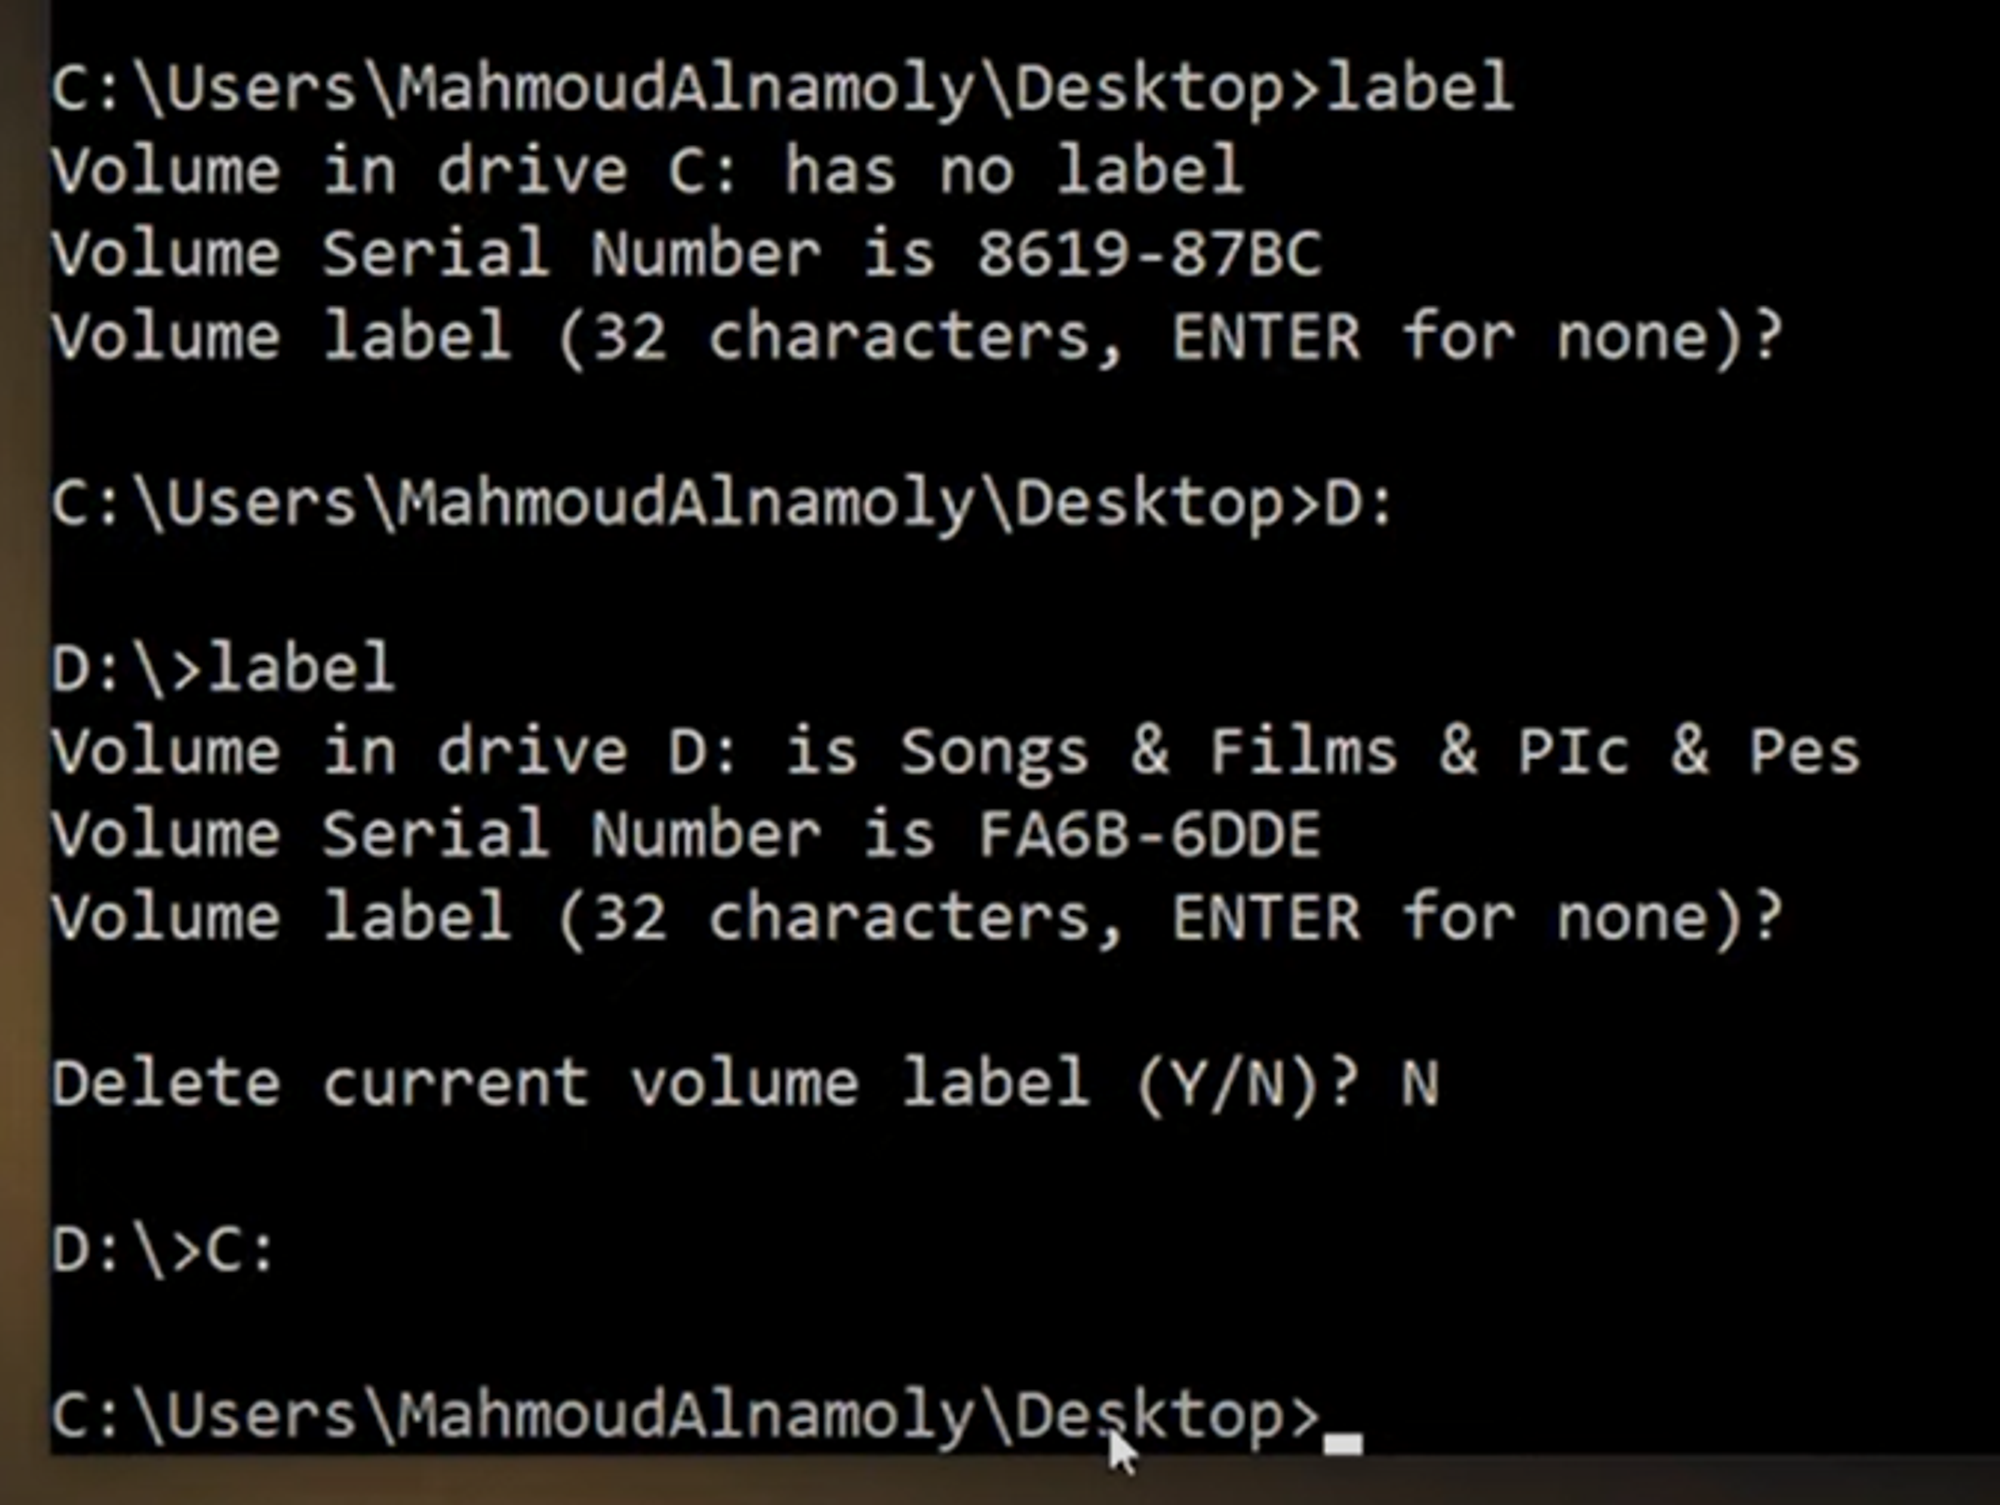 C:\Users\MahmoudAlnamoly\Desktop>label
Volume in drive C: has no label
Volume Serial Number is 8619-87BC
Volume label (32 characters, ENTER for none)?
C:\Users\MahmoudAlnamoly\Desktop>D:
D:\>label
Volume in drive D: is Songs & Films & PIc & Pes
Volume Serial Number is FA6B-6DDE
Volume label (32 characters, ENTER for none)?
Delete current volume label (Y/N)? N
D:\>C:
C:\Users\MahmoudAlnamoly\Desktop>